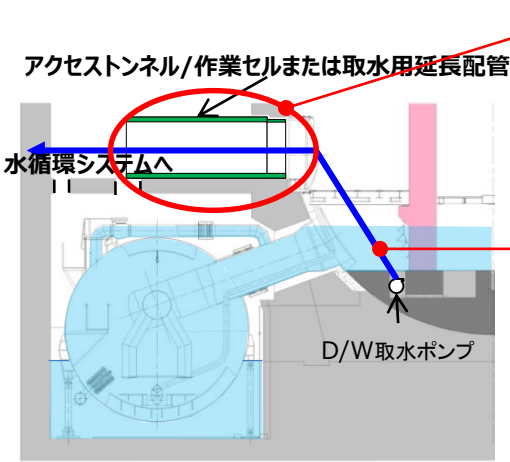 アクセストンネル/作業セルまたは取水用延長配管
水循環システムへ
D/W取水ポンプ